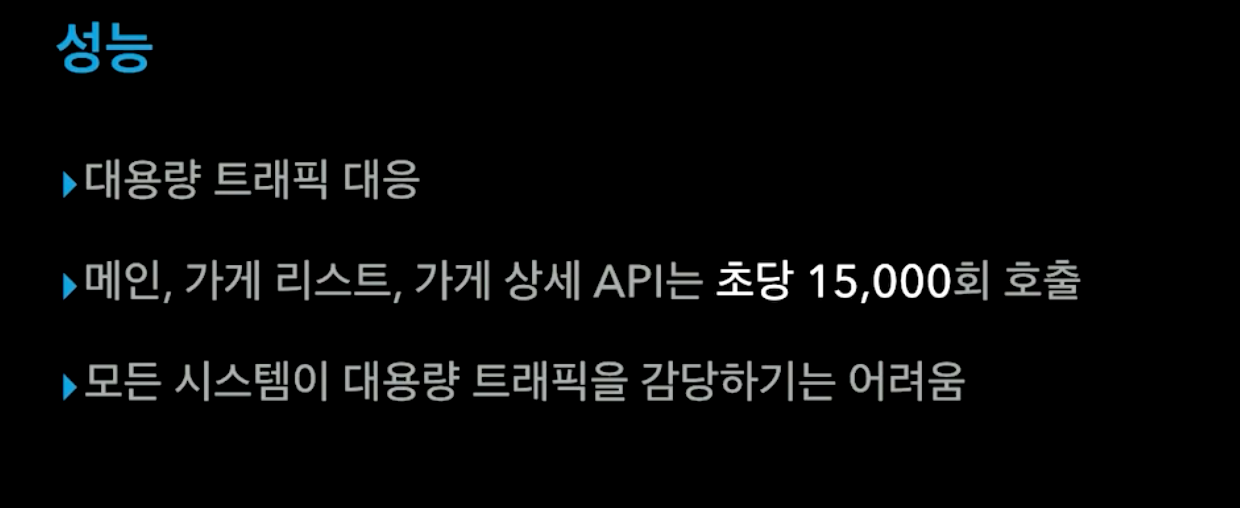 성능
▸대용량 트래픽 대응
▸메인, 가게 리스트, 가게 상세 API는 초당 15,000회 호출
▸모든 시스템이 대용량 트래픽을 감당하기는 어려움